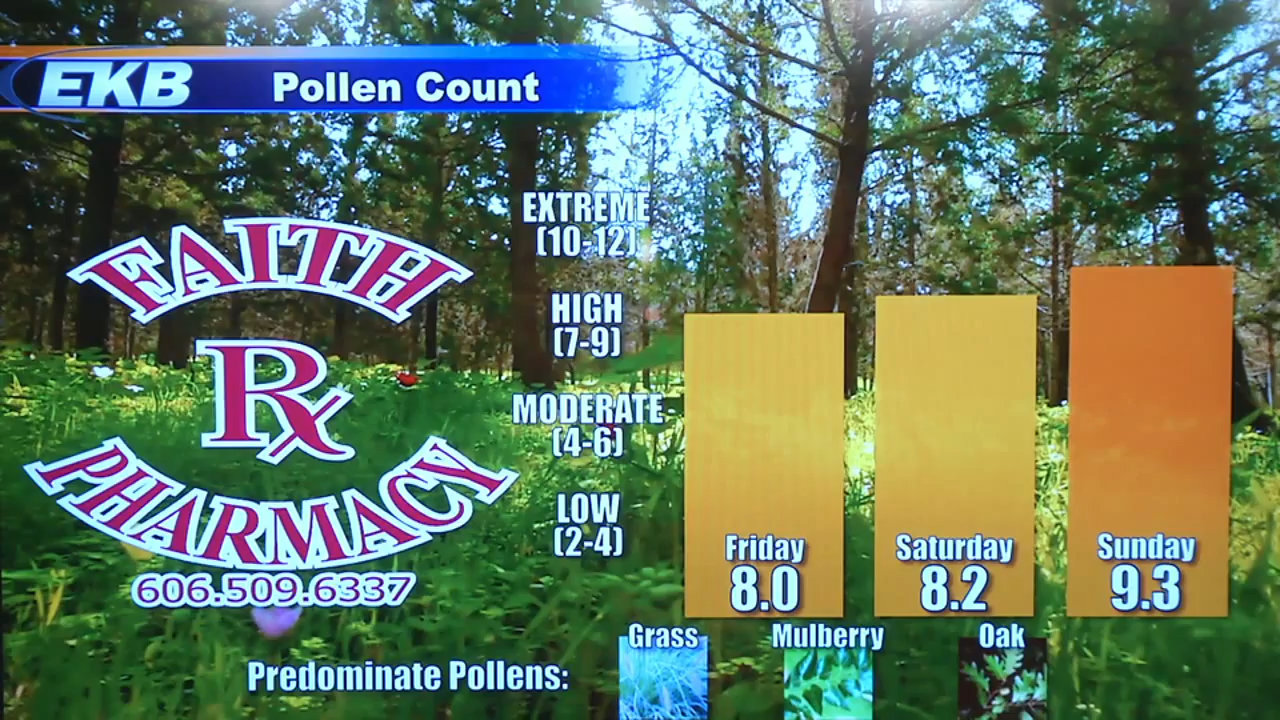 EKB
Pollen Count
FAITH
Rx
PHARMACY
606.509.6337
EXTREME
(10-12)
HIGH
(7-9)
MODERATE
(4-6)
LOW
(2-4)
Friday
8.0
Saturday
8.2
Sunday
9.3
Predominate Pollens:
Grass
Mulberry
Oak